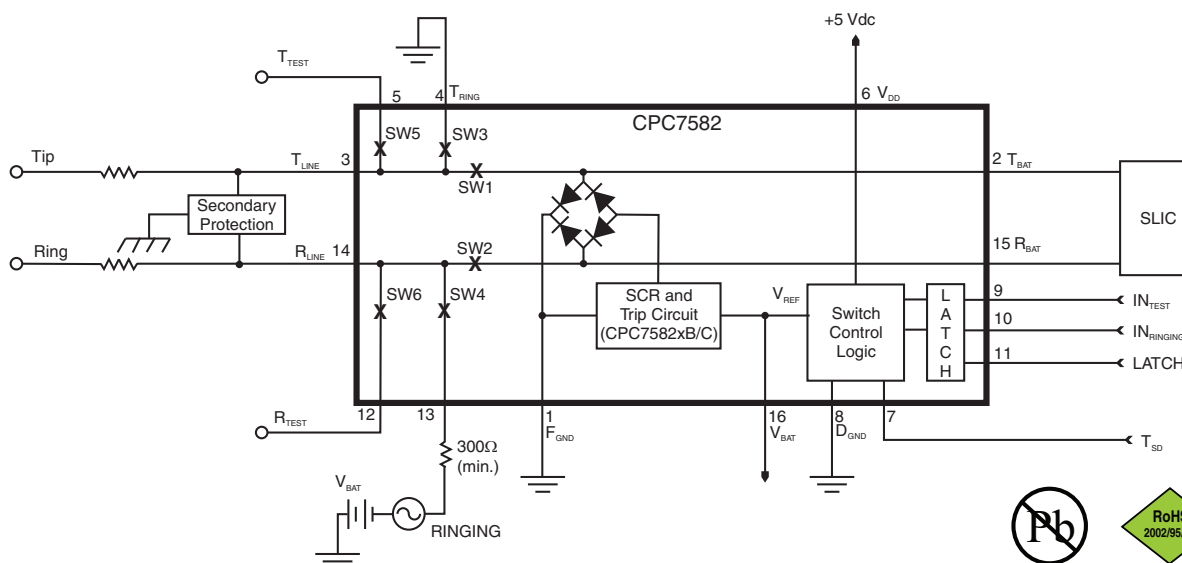 +5 Vdc
T_TEST
5
4 T_RING
6 V_DD
CPC7582
SW5
SW3
Tip
T_LINE 3
SW1
2 T_BAT
Secondary
Protection
SLIC
Ring
R_LINE 14
SW2
15 R_BAT
SW6
SW4
SCR and
Trip Circuit
(CPC7582xB/C)
V_REF
Switch
Control
Logic
L
A
T
C
H
9
IN_TEST
10
IN_RINGING
11
LATCH
R_TEST
12
13
1
F_GND
16
V_BAT
8
D_GND
7
T_SD
300Ω
(min.)
V_BAT
RINGING
Pb
RoHS
2002/95/